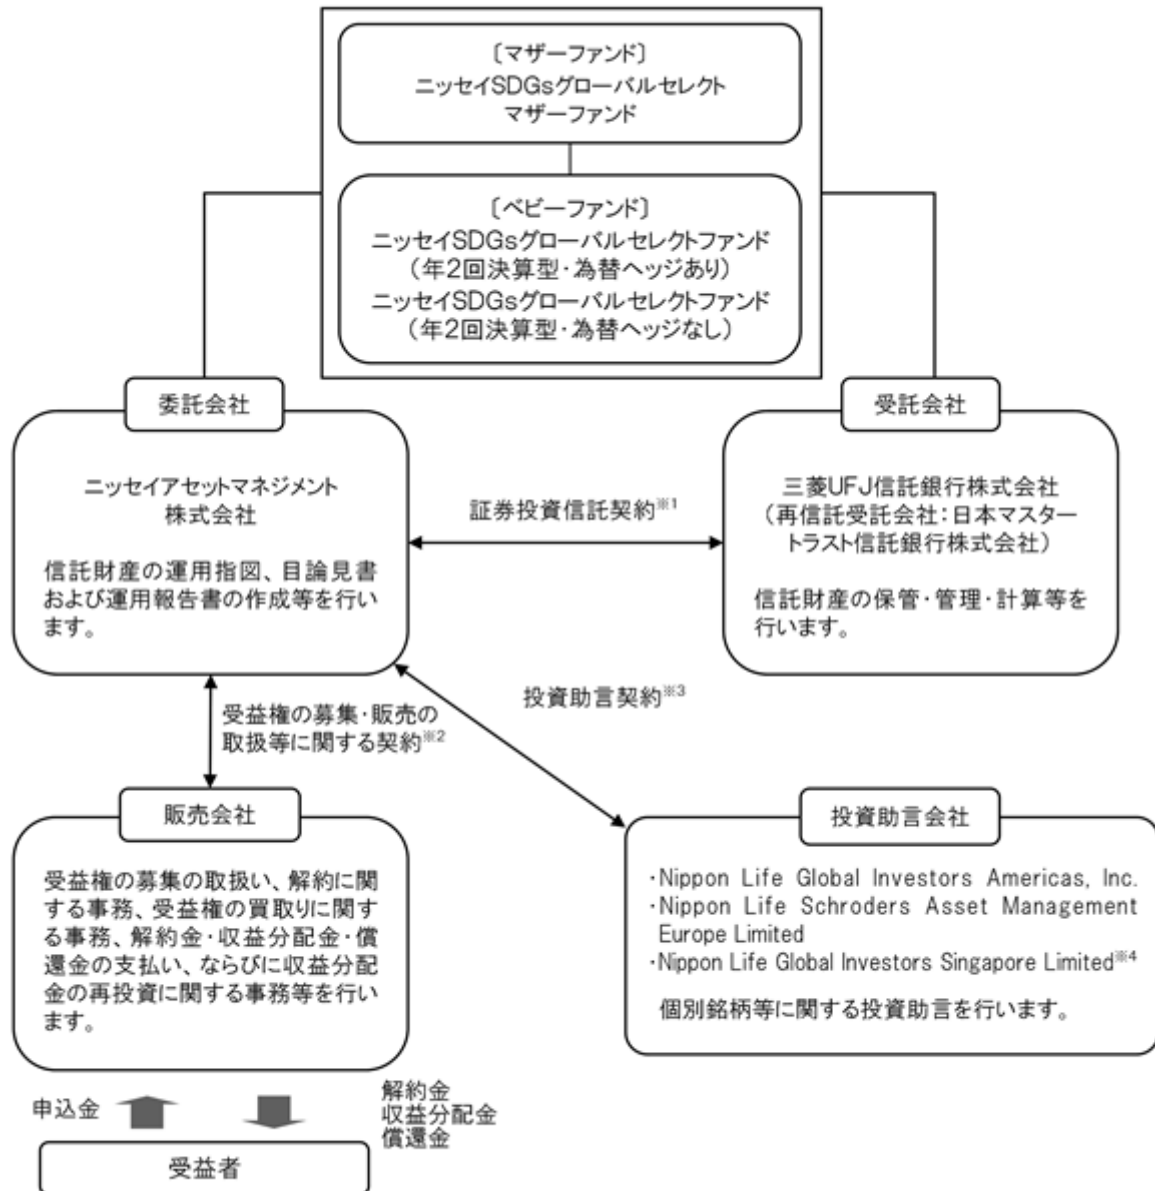 〔マザーファンド〕
ニッセイSDGsグローバルセレクト
マザーファンド
〔ベビーファンド〕
ニッセイSDGsグローバルセレクトファンド
（年2回決算型・為替ヘッジあり）
ニッセイSDGsグローバルセレクトファンド
（年2回決算型・為替ヘッジなし）
委託会社
ニッセイアセットマネジメント
株式会社
信託財産の運用指図、目論見書
および運用報告書の作成等を行い
ます。
証券投資信託契約※1
受託会社
三菱UFJ信託銀行株式会社
（再信託受託会社：日本マスター
トラスト信託銀行株式会社）
信託財産の保管・管理・計算等を
行います。
受益権の募集・販売の
取扱等に関する契約※2
投資助言契約※3
販売会社
受益権の募集の取扱い、解約に関
する事務、受益権の買取りに関す
る事務、解約金・収益分配金・償
還金の支払い、ならびに収益分配
金の再投資に関する事務等を行い
ます。
投資助言会社
・Nippon Life Global Investors Americas, Inc.
・Nippon Life Schroders Asset Management
Europe Limited
・Nippon Life Global Investors Singapore Limited※4
個別銘柄等に関する投資助言を行います。
申込金
解約金
収益分配金
償還金
受益者